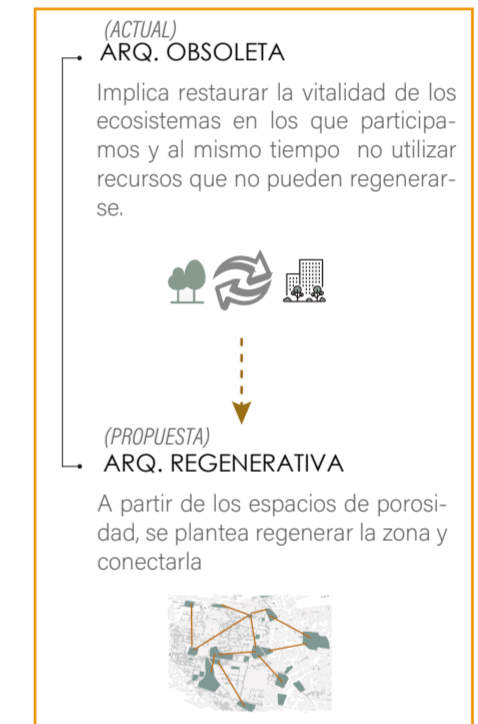 (ACTUAL)
ARQ. OBSOLETA
Implica restaurar la vitalidad de los
ecosistemas en los que participa-
mos y al mismo tiempo  no utilizar
recursos que no pueden regenerar-
se.
(PROPUESTA)
ARQ. REGENERATIVA
A partir de los espacios de porosi-
dad, se plantea regenerar la zona y
conectarla